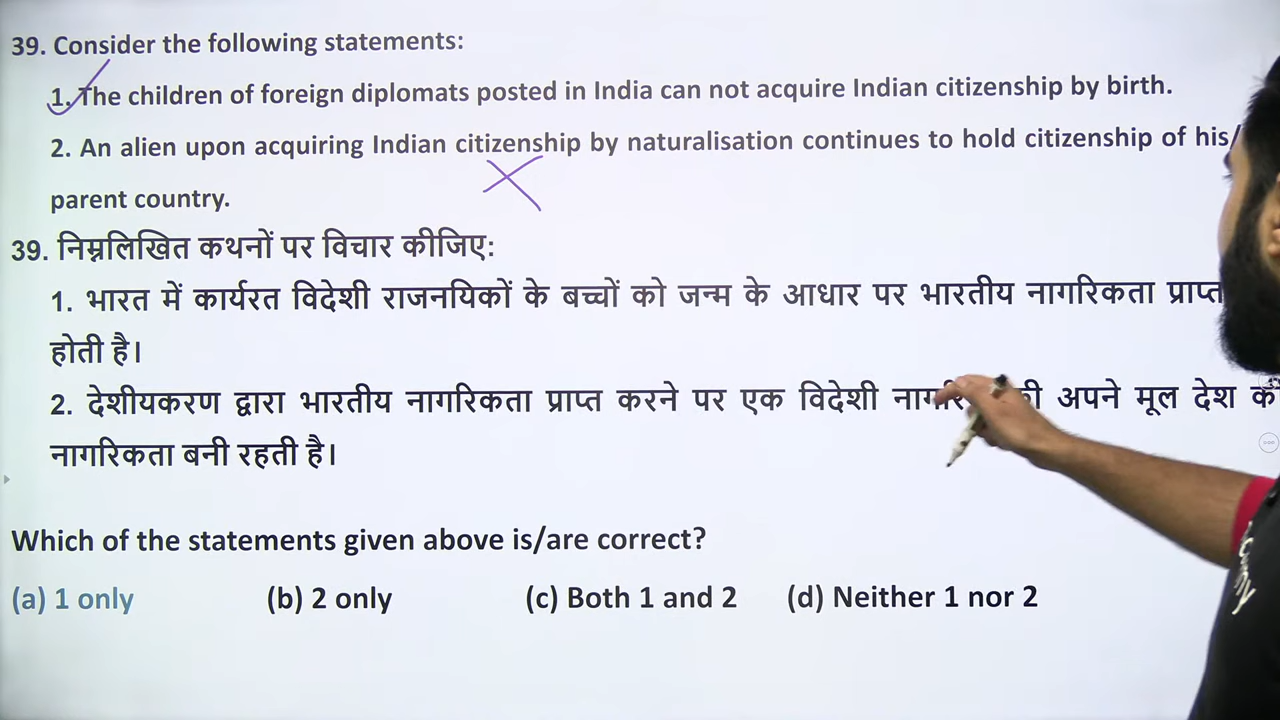 39. Consider the following statements:
1. The children of foreign diplomats posted in India can not acquire Indian citizenship by birth.
2. An alien upon acquiring Indian citizenship by naturalisation continues to hold citizenship of his/
parent country.
39. निम्नलिखित कथनों पर विचार कीजिए:
1. भारत में कार्यरत विदेशी राजनयिकों के बच्चों को जन्म के आधार पर भारतीय नागरिकता प्राप्त
होती है।
2. देशीयकरण द्वारा भारतीय नागरिकता प्राप्त करने पर एक विदेशी अपने मूल देश
नागरिकता बनी रहती है।
Which of the statements given above is/are correct?
(a) 1 only (b) 2 only (c) Both 1 and 2 (d) Neither 1 nor 2